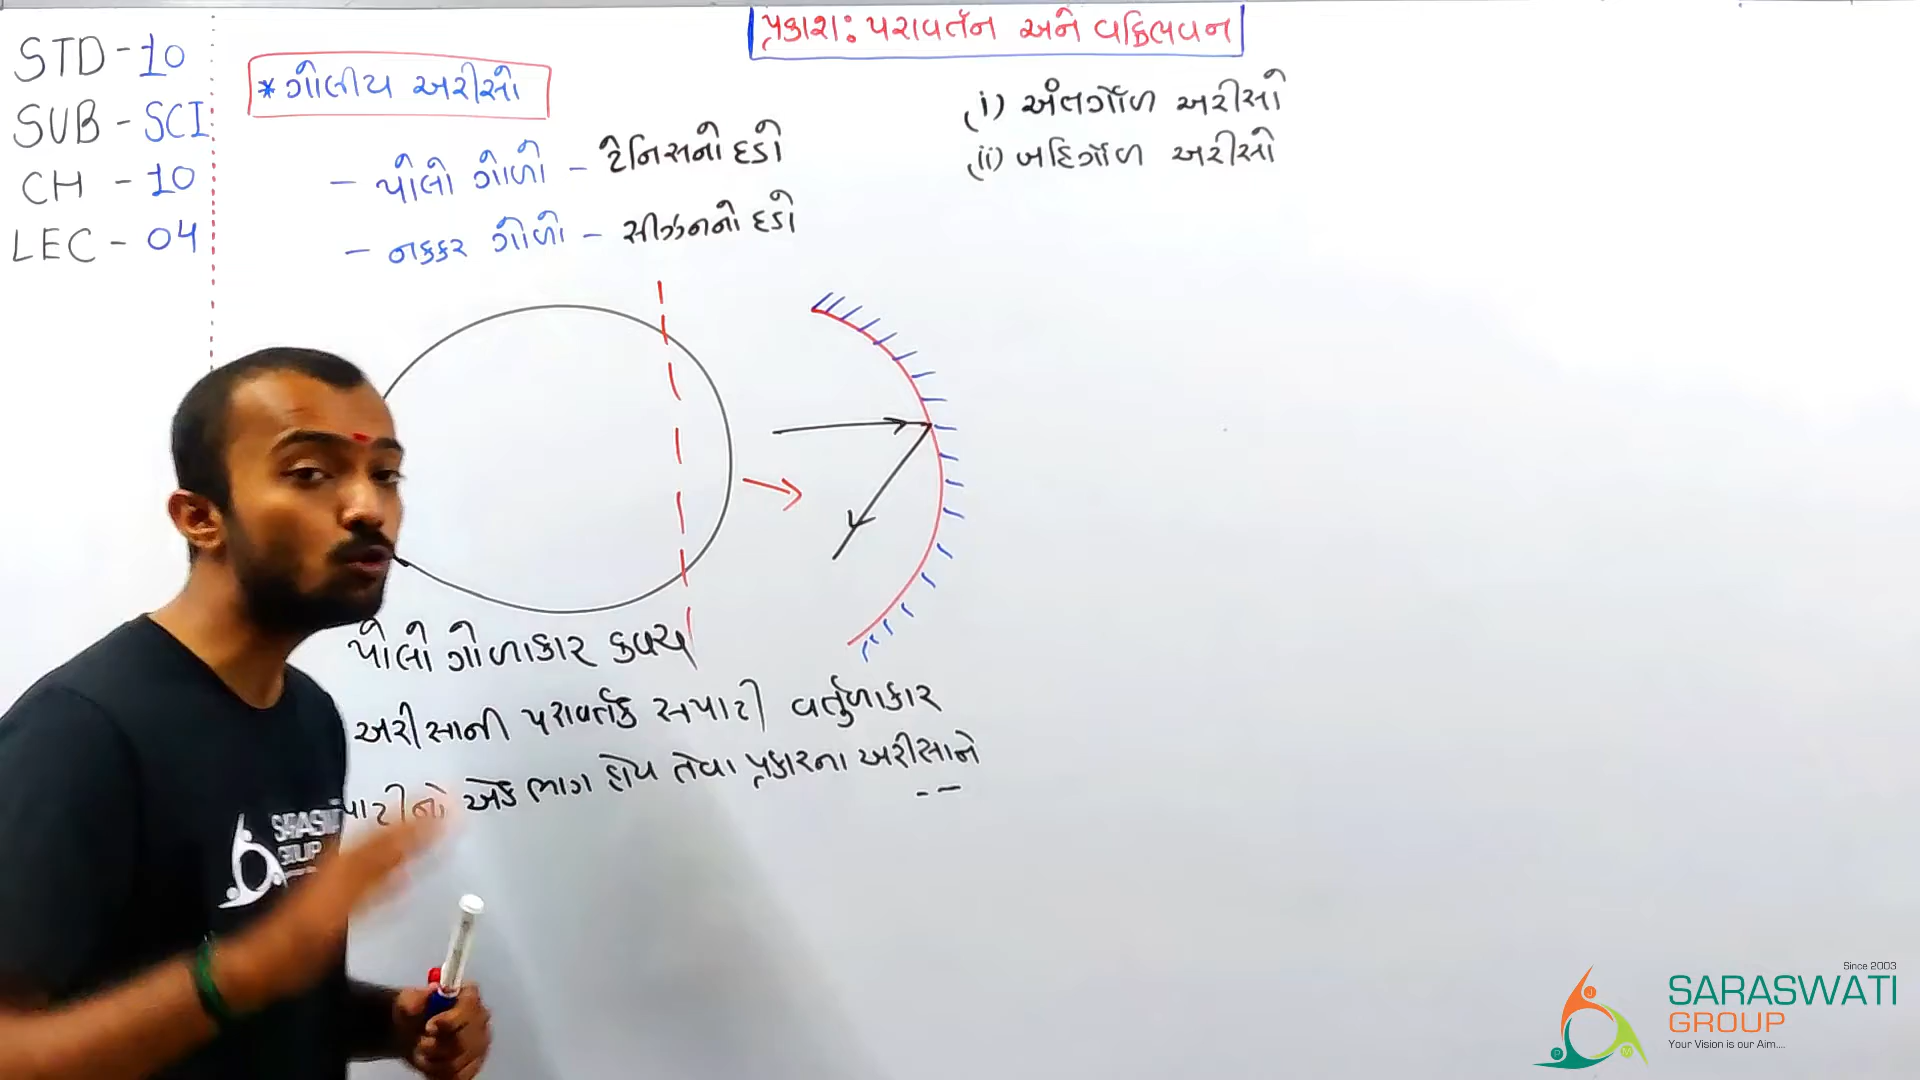 પ્રકાશ: પરાવર્તન અને વક્રિભવન
STD - 10
SUB - SCI
CH - 10
LEC - 04
* ગોલીય અરીસો
- પોલો ગોળો - ટેનિસનો દડો
- નક્કર ગોળો - સીઝનનો દડો
(i) અંતર્ગોળ અરીસો
(ii) બહિર્ગોળ અરીસો
પોલો ગોળાકાર કવચ
અરીસાની પરાવર્તક સપાટી વર્તુળાકાર
પાટીનો એક ભાગ હોય તેવા પ્રકારના અરીસાને
--
SARASWATI
GROUP
Since 2003
SARASWATI
GROUP
Your Vision is our Aim....